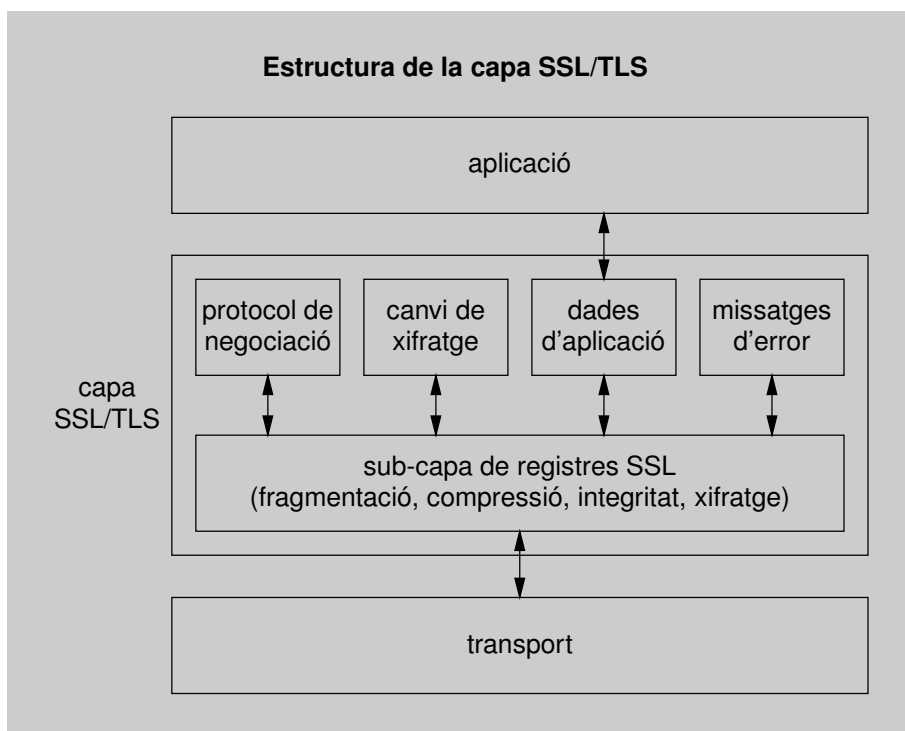 Estructura de la capa SSL/TLS
aplicació
protocol de
negociació
canvi de
xifratge
dades
d'aplicació
missatges
d'error
capa
SSL/TLS
sub-capa de registres SSL
(fragmentació, compressió, integritat, xifratge)
transport